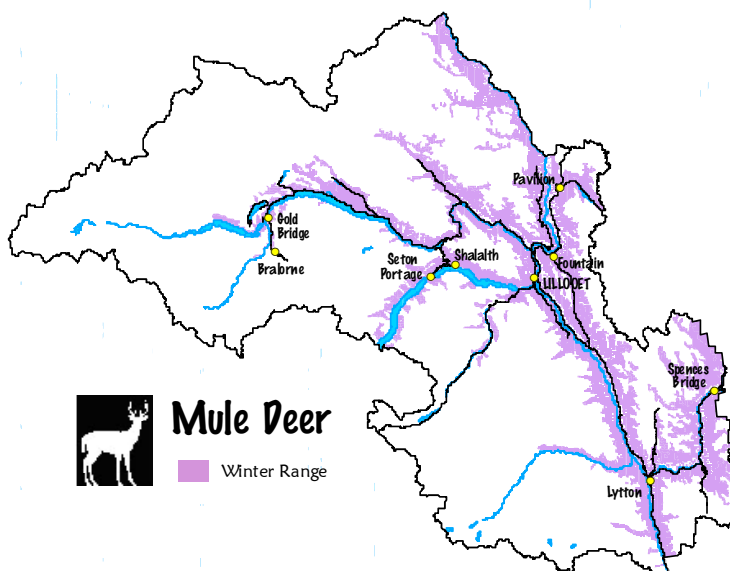 Pavilion
Gold
Bridge
Bralorne
Seton
Portage
Shalalth
Fountain
LILLOOET
Spences
Bridge
Mule Deer
Winter Range
Lytton